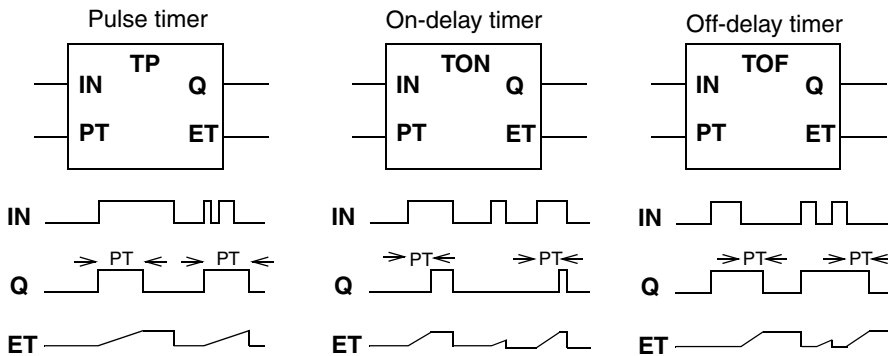 Pulse timer
On-delay timer
Off-delay timer
TP
IN Q
PT ET
TON
IN Q
PT ET
TOF
IN Q
PT ET
IN
IN
IN
PT PT
PT PT
PT PT
Q
Q
Q
ET
ET
ET